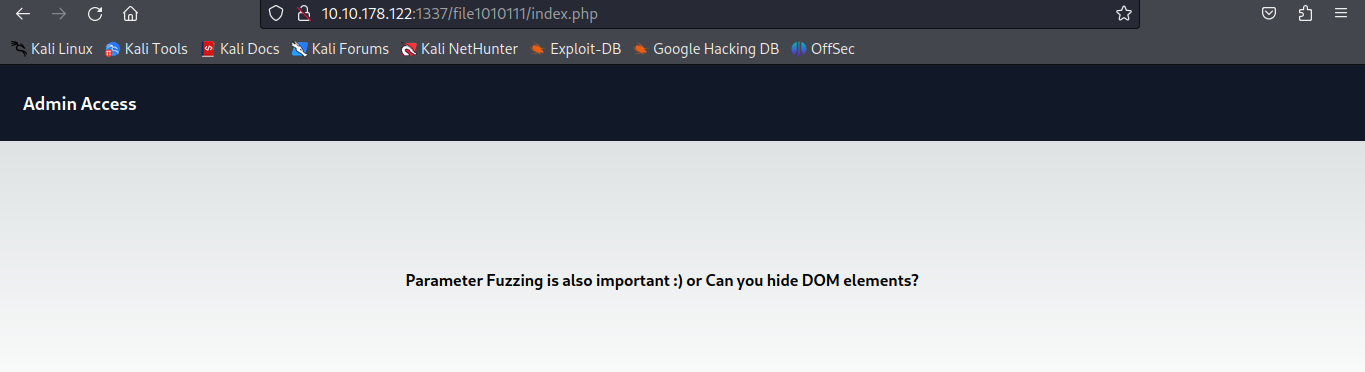 10.10.178.122:1337/file1010111/index.php
Kali Linux Kali Tools Kali Docs Kali Forums Kali NetHunter Exploit-DB Google Hacking DB OffSec
Admin Access
Parameter Fuzzing is also important :) or Can you hide DOM elements?